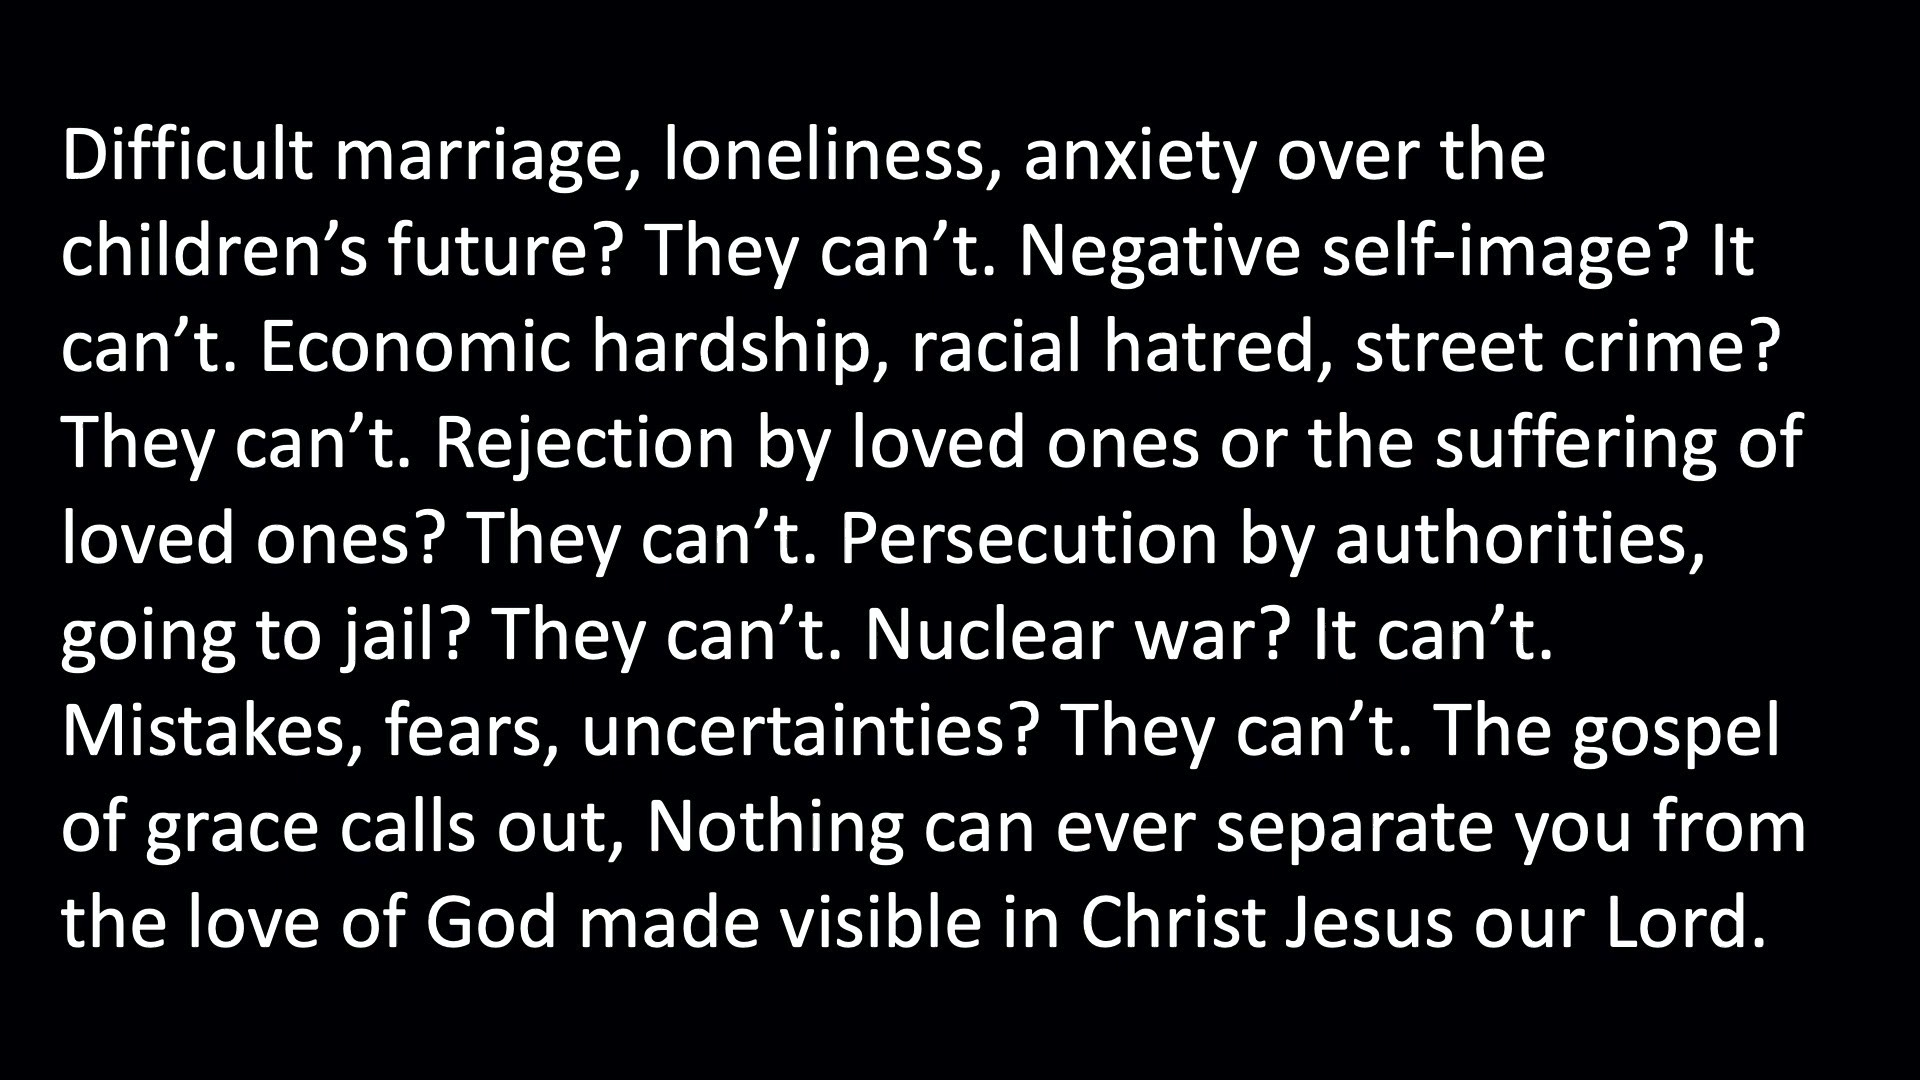 Difficult marriage, loneliness, anxiety over the
children’s future? They can’t. Negative self-image? It
can’t. Economic hardship, racial hatred, street crime?
They can’t. Rejection by loved ones or the suffering of
loved ones? They can’t. Persecution by authorities,
going to jail? They can’t. Nuclear war? It can’t.
Mistakes, fears, uncertainties? They can’t. The gospel
of grace calls out, Nothing can ever separate you from
the love of God made visible in Christ Jesus our Lord.